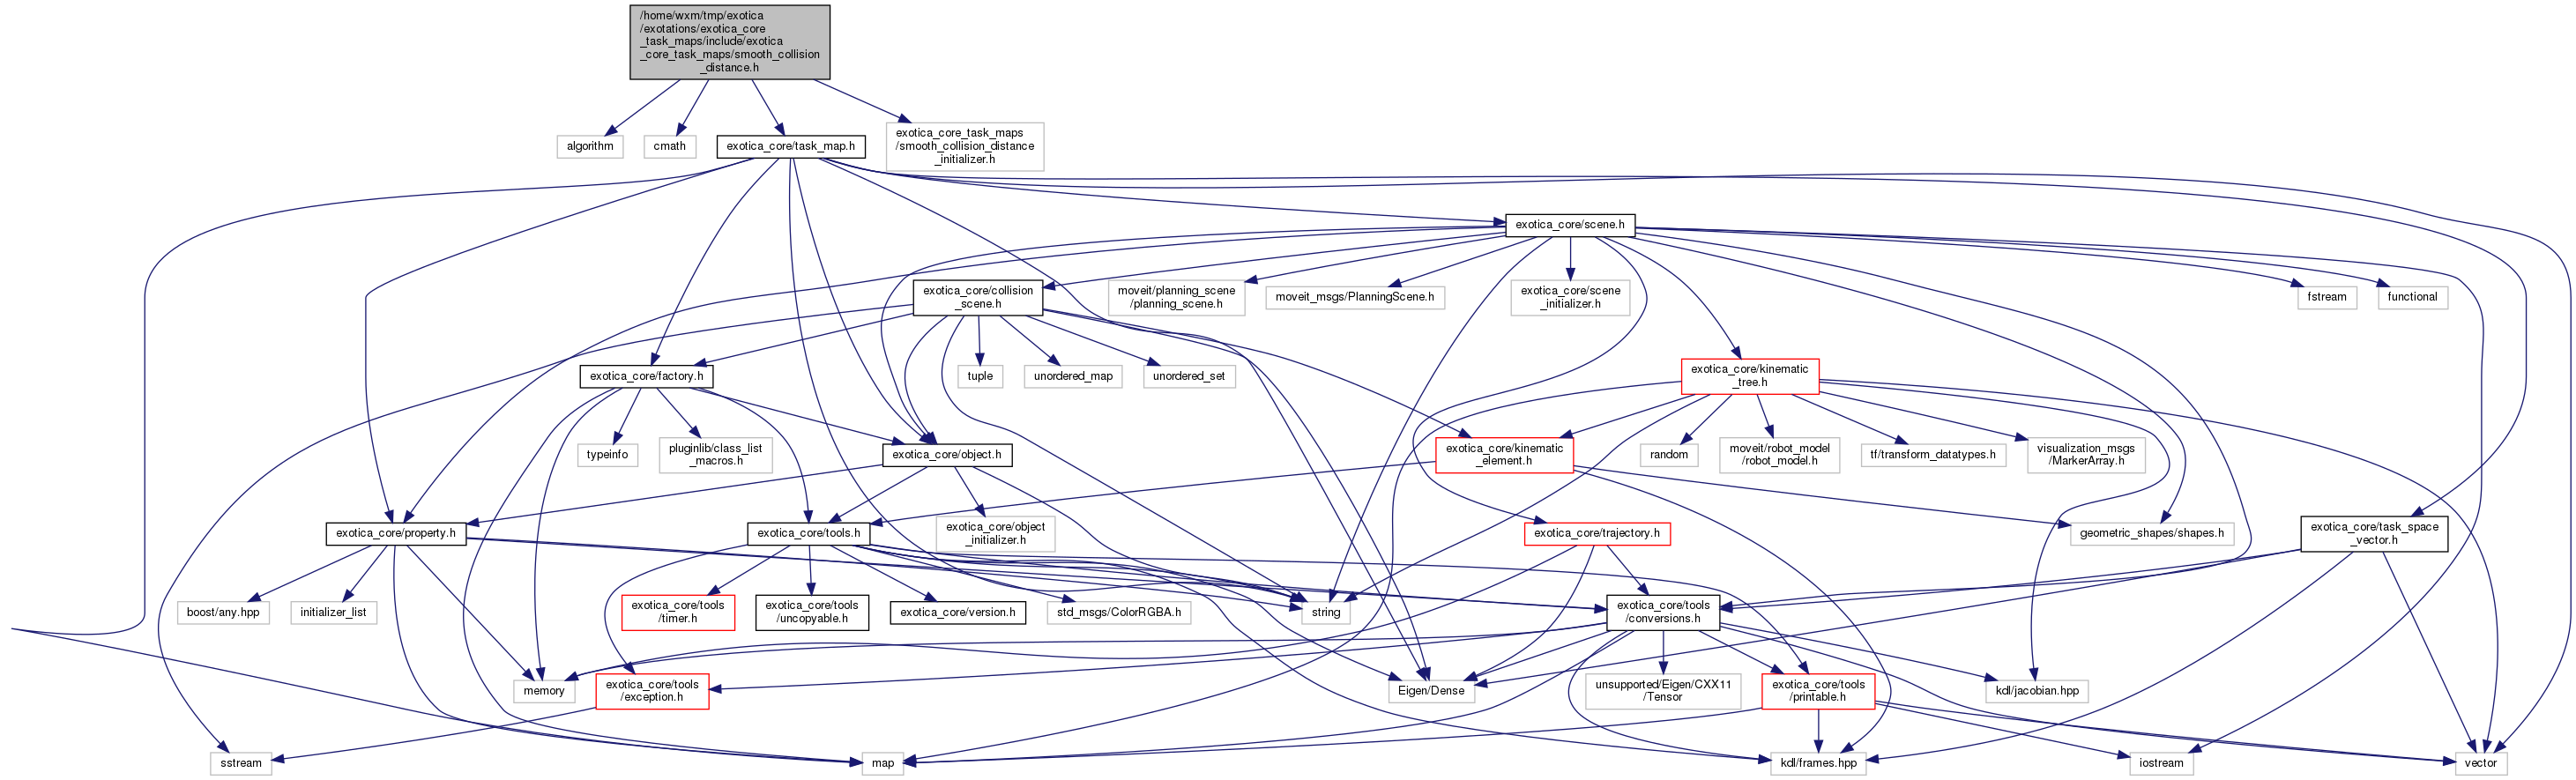 /home/wxm/tmp/exotica
/exotations/exotica_core
_task_maps/include/exotica
_core_task_maps/smooth_collision
_distance.h
algorithm
cmath
exotica_core/task_map.h
exotica_core_task_maps
/smooth_collision_distance
_initializer.h
exotica_core/scene.h
exotica_core/collision
_scene.h
moveit/planning_scene
/planning_scene.h
moveit_msgs/PlanningScene.h
exotica_core/scene
_initializer.h
fstream
functional
exotica_core/factory.h
tuple
unordered_map
unordered_set
exotica_core/kinematic
_tree.h
typeinfo
pluginlib/class_list
_macros.h
exotica_core/object.h
exotica_core/kinematic
_element.h
random
moveit/robot_model
/robot_model.h
tf/transform_datatypes.h
visualization_msgs
/MarkerArray.h
exotica_core/property.h
exotica_core/tools.h
exotica_core/object
_initializer.h
exotica_core/trajectory.h
geometric_shapes/shapes.h
exotica_core/task_space
_vector.h
boost/any.hpp
initializer_list
exotica_core/tools
/timer.h
exotica_core/tools
/uncopyable.h
exotica_core/version.h
std_msgs/ColorRGBA.h
string
exotica_core/tools
/conversions.h
memory
exotica_core/tools
/exception.h
Eigen/Dense
unsupported/Eigen/CXX11
/Tensor
exotica_core/tools
/printable.h
kdl/jacobian.hpp
sstream
map
kdl/frames.hpp
iostream
vector